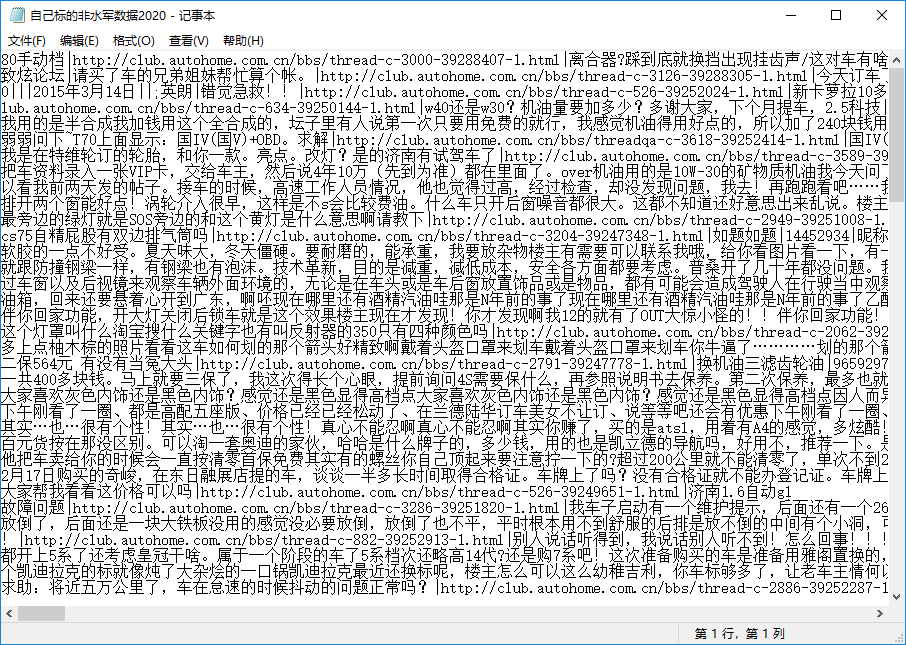 自己标的非水军数据2020 - 记事本
文件(F) 编辑(E) 格式(O) 查看(V) 帮助(H)
80手动档|http://club.autohome.com.cn/bbs/thread-c-3000-39288407-1.html|离合器?踩到底就换挡出现挂齿声/这对车有啥
致炫论坛|请买了车的兄弟姐妹帮忙算个帐。|http://club.autohome.com.cn/bbs/thread-c-3126-39288305-1.html|今天订车
0|||2015年3月14日||;英朗|错觉急救！！|http://club.autohome.com.cn/bbs/thread-c-526-39252024-1.html|新卡罗拉10多
lub.autohome.com.cn/bbs/thread-c-634-39250144-1.html|w40还是w30？机油量要加多少？多谢大家，下个月提车，2.5科技|
我用的是半合成我加钱用这个全合成的，坛子里有人说第一次只要用免费的就行，我感觉机油得用好点的，所以加了240块钱用
弱弱问下 T70上面显示：国IV(国V)+OBD。求解|http://club.autohome.com.cn/bbs/threadqa-c-3618-39252414-1.html|国IV(
我是在特维轮订的轮胎，和你一款。亮点。改灯？是的济南有试驾车了|http://club.autohome.com.cn/bbs/thread-c-3589-39
把车资料录入一张VIP卡，交给车主，然后说4年10万（先到为准）都在里面了。over机油用的是10W-30的矿物质机油我今天问了
以看我前两天发的帖子。接车的时候，高速工作人员情况，他也觉得过高，经过检查，却没发现问题，我去！再跑跑看吧……我
排开两个窗能好点！涡轮介入很早，这样是不s会比较费油。什么车只开后窗噪音都很大。这都不知道还好意思出来乱说。楼主
最旁边的绿灯就是SOS旁边的和这个黄灯是什么意思啊请教下|http://club.autohome.com.cn/bbs/thread-c-2949-39251008-1.
cs75自精屁股有双边排气筒吗|http://club.autohome.com.cn/bbs/thread-c-3204-39247348-1.html|如题如题|14452934|昵称
软胶的一点不好受。夏天味大，冬天僵硬。要耐磨的，能承重，我要放杂物楼主有需要可以联系我哦，给你看图片看一下，有一
就跟防撞钢梁一样，有钢梁也有泡沫。技术革新，目的是减重，减低成本，安全各方面都要考虑。普桑开了几十年都没问题。我
过车窗以及后视镜来观察车辆外面环境的，无论是在车头或是车后窗放置饰品或是物品，都有可能会造成驾驶人在行驶当中观察
油箱，回来还要悬着心开到广东，啊呸现在哪里还有酒精汽油哇那是N年前的事了现在哪里还有酒精汽油哇那是N年前的事了乙醇
伴你回家功能，开大灯关闭后锁车就是这个效果楼主现在才发现！你才发现啊我12的就有了OUT大惊小怪的！！伴你回家功能！
这个灯罩叫什么淘宝搜什么关键字也有叫反射器的350只有四种颜色吗|http://club.autohome.com.cn/bbs/thread-c-2062-392
多上点柚木标的照片看看这车如何划的那个箭头好精致啊戴着头盔口罩来划车戴着头盔口罩来划车你牛逼了…………划的那个箭
二保564元 有没有当冤大头|http://club.autohome.com.cn/bbs/thread-c-2791-39247778-1.html|换机油三滤齿轮油|9659297
一共400多块钱。马上就要三保了，我这次得长个心眼，提前询问4S需要保什么，再参照说明书去保养。第二次保养，最多也就
大家喜欢灰色内饰还是黑色内饰？感觉还是黑色显得高档点大家喜欢灰色内饰还是黑色内饰？感觉还是黑色显得高档点因人而异
下午刚看了一圈、都是高配五座版、价格已经已经松动了、在兰德陆华订车美女不让订、说等等吧还会有优惠下午刚看了一圈、
其实…也…很有个性！其实…也…很有个性！真心不能忍啊真心不能忍啊其实你赚了，买的是atsl，用着有A4的感觉，多炫酷！
百元货按在那没区别。可以淘一套奥迪的家伙，哈哈是什么牌子的，多少钱，用的也是凯立德的导航吗，好用不，推荐一下。是
他把车卖给你的时候会一直按清零首保免费其实有的螺丝你自己顶起来要注意拧一下的?超过200公里就不能清零了，单次不到2
2月17日购买的奇峻，在东日融展店提的车，谈谈一半多长时间取得合格证。车牌上了吗？没有合格证就不能办登记证。车牌上
大家帮我看看这价格可以吗|http://club.autohome.com.cn/bbs/thread-c-526-39249651-1.html|济南1.6自动gl
故障问题|http://club.autohome.com.cn/bbs/thread-c-3286-39251820-1.html|我车子启动有一个维护提示，后面还有一个26
放倒了，后面还是一块大铁板没用的感觉没必要放倒，放倒了也不平，平时根本用不到舒服的后排是放不倒的中间有个小洞，可
！|http://club.autohome.com.cn/bbs/thread-c-882-39252913-1.html|别人说话听得到，我说话别人听不到！怎么回事！！！
都开上5系了还考虑皇冠干啥。属于一个阶段的车了5系档次还略高14代?还是购7系吧！这次准备购买的车是准备用雅阁置换的，
个凯迪拉克的标就像炖了大杂烩的一口锅凯迪拉克最近还换标呢，楼主怎么可以这么幼稚吉利，你车标够多了，让老车主情何以
求助：将近五万公里了，车在怠速的时候抖动的问题正常吗？|http://club.autohome.com.cn/bbs/thread-c-2886-39252287-1
第 1 行，第 1 列